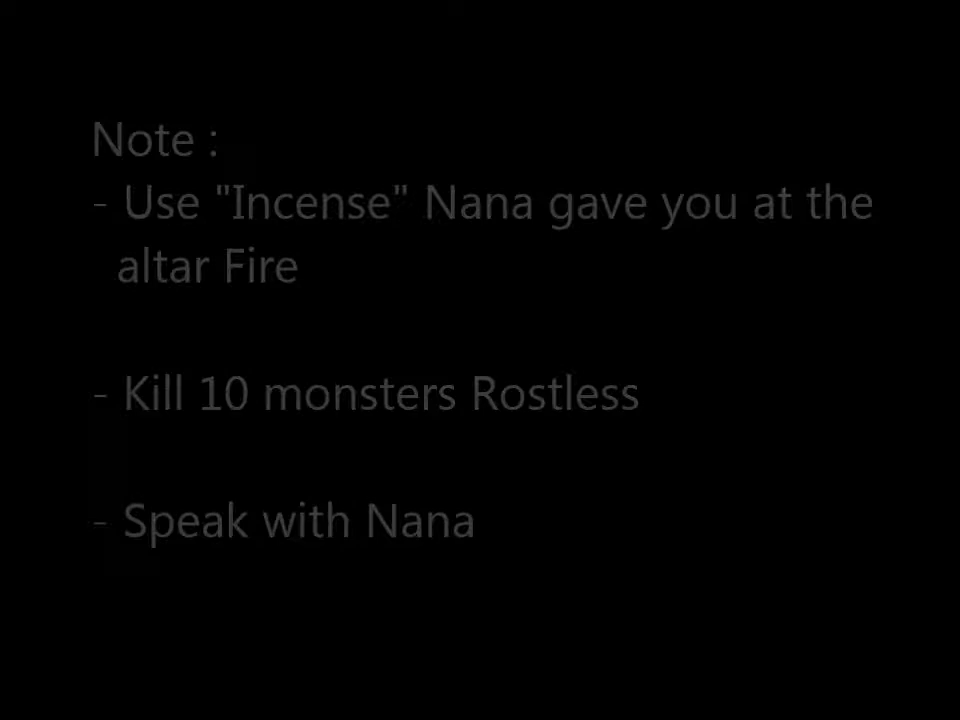 Note :
- Use "Incense" Nana gave you at the
altar Fire
- Kill 10 monsters Rostless
- Speak with Nana